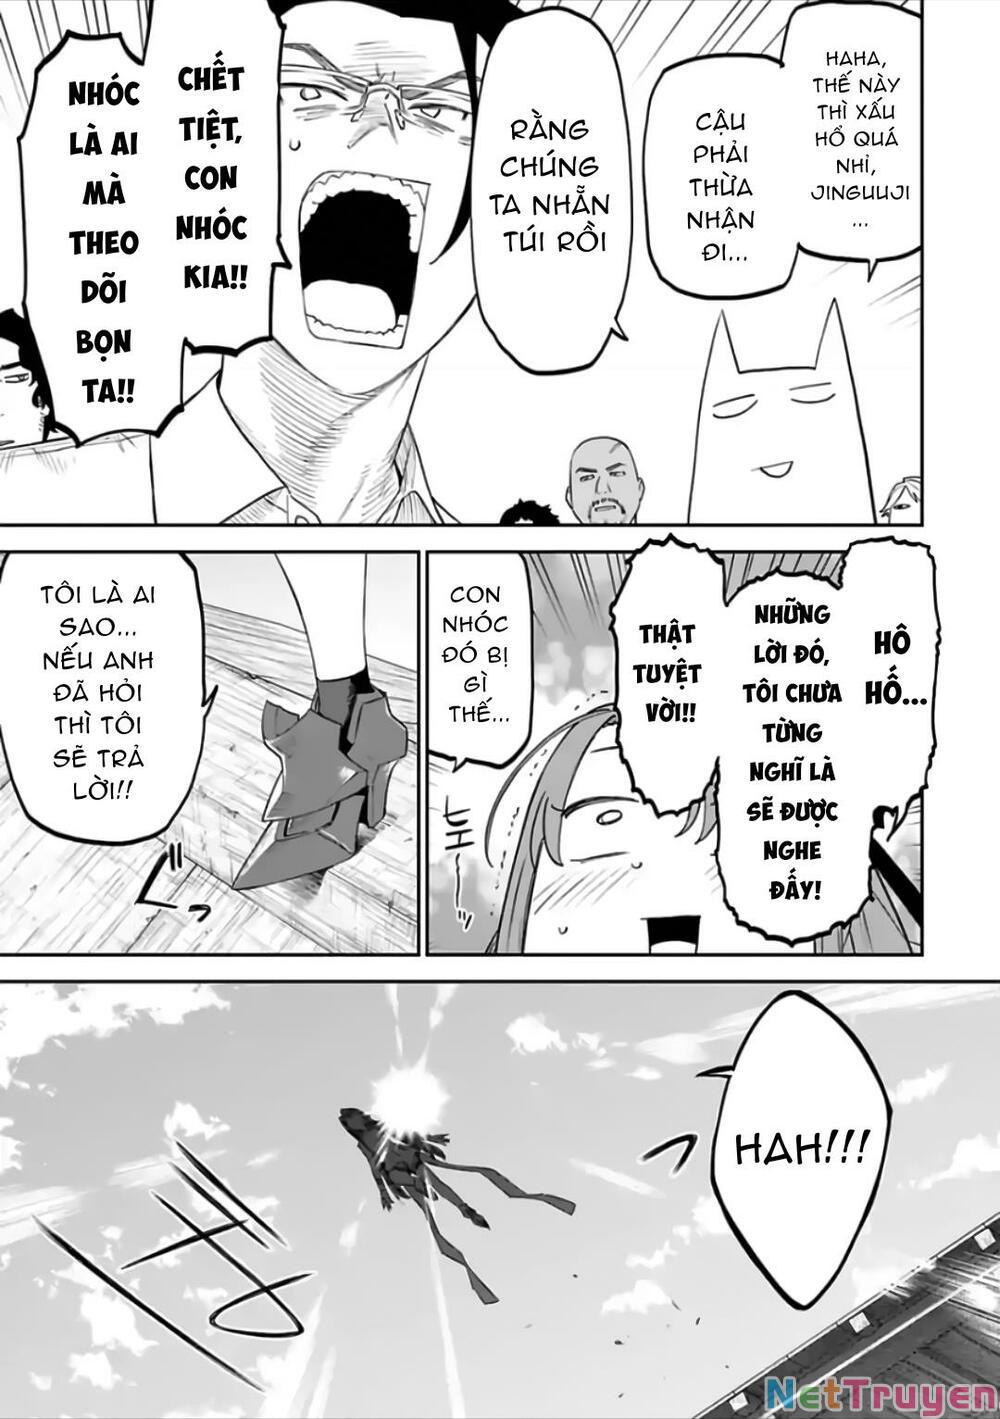 HAHA,
THẾ NÀY
THÌ XẤU
HỔ QUÁ
NHỈ,
JINGUUJI
...
CẬU
PHẢI
THỪA
NHẬN
ĐI...
RẰNG
CHÚNG
TA NHẴN
TÚI RỒI
CHẾT
TIỆT,
CON
NHÓC
KIA!!
NHÓC
LÀ AI
MÀ
THEO
DÕI
BỌN
TA!!
HÔ
HỐ...
NHỮNG
LỜI ĐÓ,
TÔI CHƯA
TỪNG
NGHĨ LÀ
SẼ ĐƯỢC
NGHE
ĐẤY!
THẬT
TUYỆT
VỜI!!
CON
NHÓC
ĐÓ BỊ
GÌ
THẾ...
ヒエ
TÔI LÀ AI
SAO...
NẾU ANH
ĐÃ HỎI
THÌ TÔI
SẼ TRẢ
LỜI!!
HAH!!!
NetTruyen